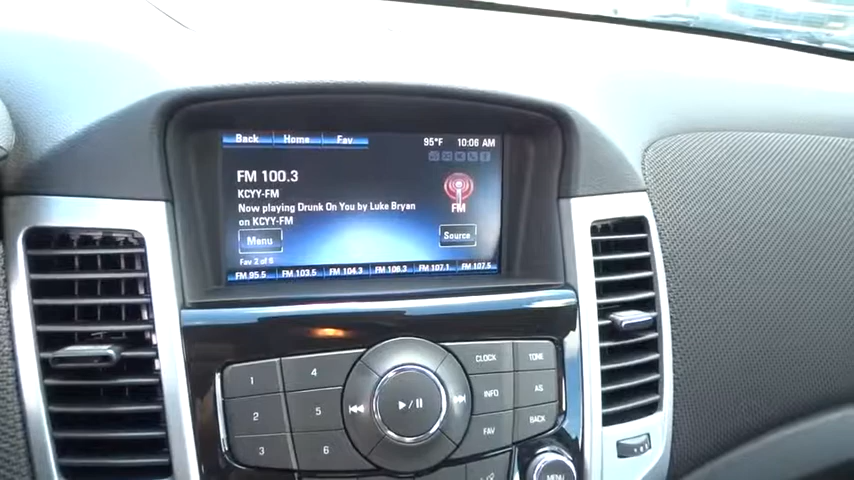 Back Home Fav 95°F 10:06 AM
FM 100.3
KCYY-FM
Now playing Drunk On You by Luke Bryan
on KCYY-FM
FM
Menu Source
Fav 2 of 6
FM 95.5 FM 103.5 FM 104.3 FM 106.3 FM 107.1 FM 107.5
1 4 CLOCK TONE
2 5 INFO AS
3 6 FAV BACK
MENU